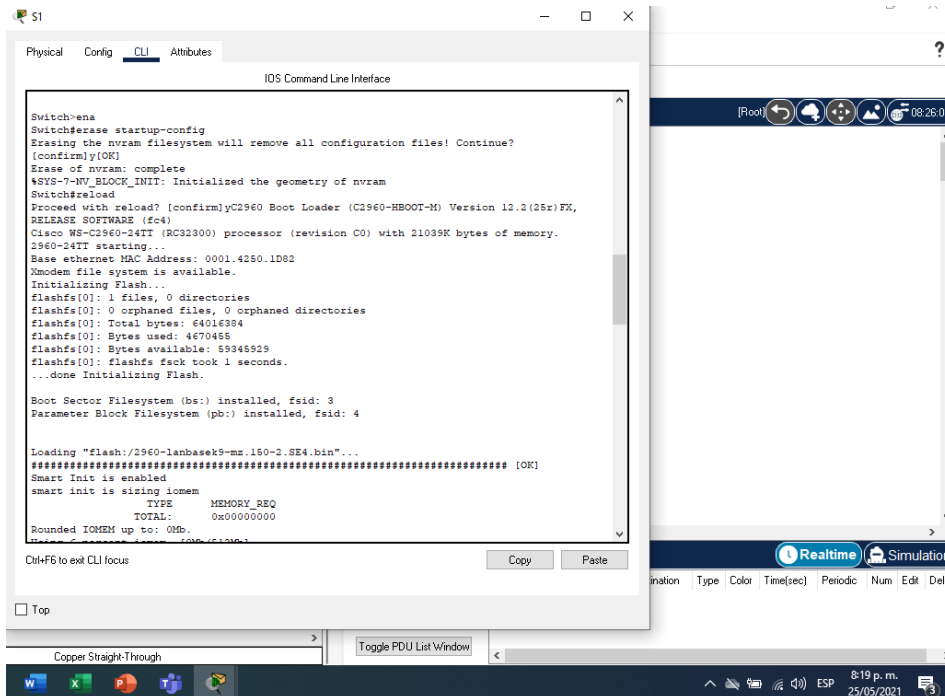 S1
Physical Config CLI Attributes
IOS Command Line Interface
Switch>ena
Switch#erase startup-config
Erasing the nvram filesystem will remove all configuration files! Continue?
[confirm]y[OK]
Erase of nvram: complete
%SYS-7-NV_BLOCK_INIT: Initialized the geometry of nvram
Switch#reload
Proceed with reload? [confirm]yC2960 Boot Loader (C2960-HBOOT-M) Version 12.2(25r)FX,
RELEASE SOFTWARE (fc4)
Cisco WS-C2960-24TT (RC32300) processor (revision C0) with 21039K bytes of memory.
2960-24TT starting...
Base ethernet MAC Address: 0001.4250.1D82
Xmodem file system is available.
Initializing Flash...
flashfs[0]: 1 files, 0 directories
flashfs[0]: 0 orphaned files, 0 orphaned directories
flashfs[0]: Total bytes: 64016384
flashfs[0]: Bytes used: 4670455
flashfs[0]: Bytes available: 59345929
flashfs[0]: flashfs fsck took 1 seconds.
...done Initializing Flash.
Boot Sector Filesystem (bs:) installed, fsid: 3
Parameter Block Filesystem (pb:) installed, fsid: 4
Loading "flash:/2960-lanbasek9-mz.150-2.SE4.bin"...
########################################################################## [OK]
Smart Init is enabled
smart init is sizing iomem
TYPE MEMORY_REQ
TOTAL: 0x00000000
Rounded IOMEM up to: 0Mb.
Using 6 percent iomem. [0Mb/512Mb]
Ctrl+F6 to exit CLI focus
Copy Paste
Top
?
[Root] 08:26:0
Realtime Simulation
ination Type Color Time(sec) Periodic Num Edit Del
Toggle PDU List Window
Copper Straight-Through
ESP
8:19 p. m.
25/05/2021
3